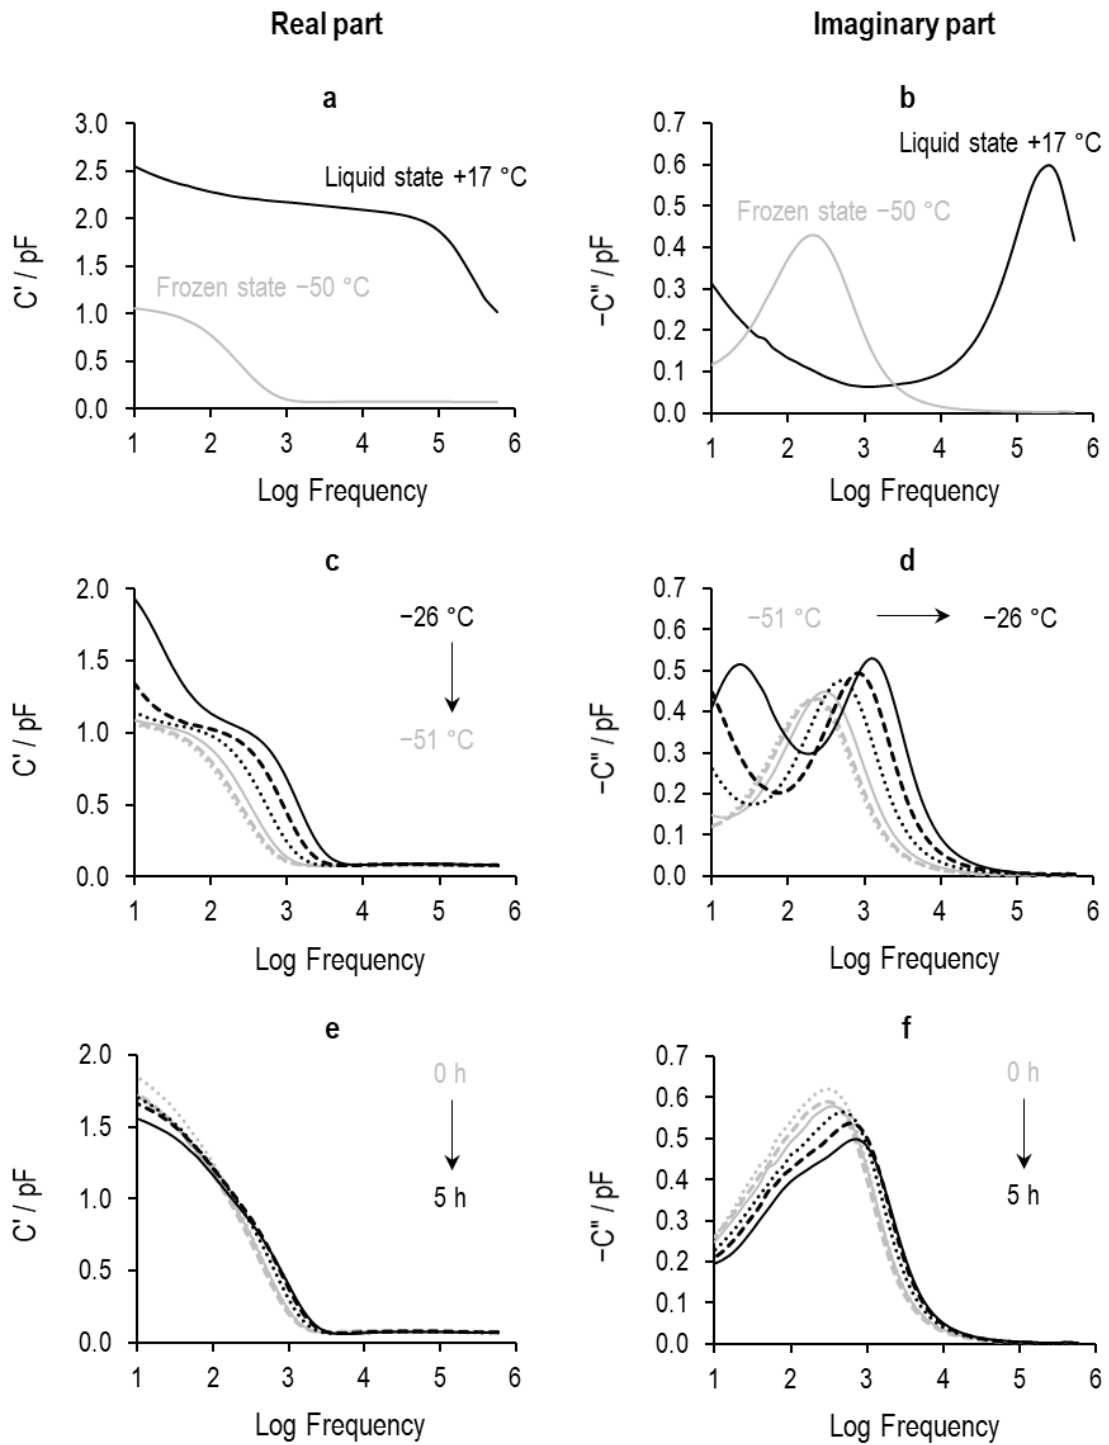 Real part
Imaginary part
a
3.0
2.5
2.0
1.5
1.0
0.5
0.0
C' / pF
Liquid state +17 °C
Frozen state −50 °C
1 2 3 4 5 6
Log Frequency
b
0.7
0.6
0.5
0.4
0.3
0.2
0.1
0.0
−C" / pF
Liquid state +17 °C
Frozen state −50 °C
1 2 3 4 5 6
Log Frequency
c
2.0
1.5
1.0
0.5
0.0
C' / pF
−26 °C
−51 °C
1 2 3 4 5 6
Log Frequency
d
0.7
0.6
0.5
0.4
0.3
0.2
0.1
0.0
−C" / pF
−51 °C
−26 °C
1 2 3 4 5 6
Log Frequency
e
2.0
1.5
1.0
0.5
0.0
C' / pF
0 h
5 h
1 2 3 4 5 6
Log Frequency
f
0.7
0.6
0.5
0.4
0.3
0.2
0.1
0.0
−C" / pF
0 h
5 h
1 2 3 4 5 6
Log Frequency